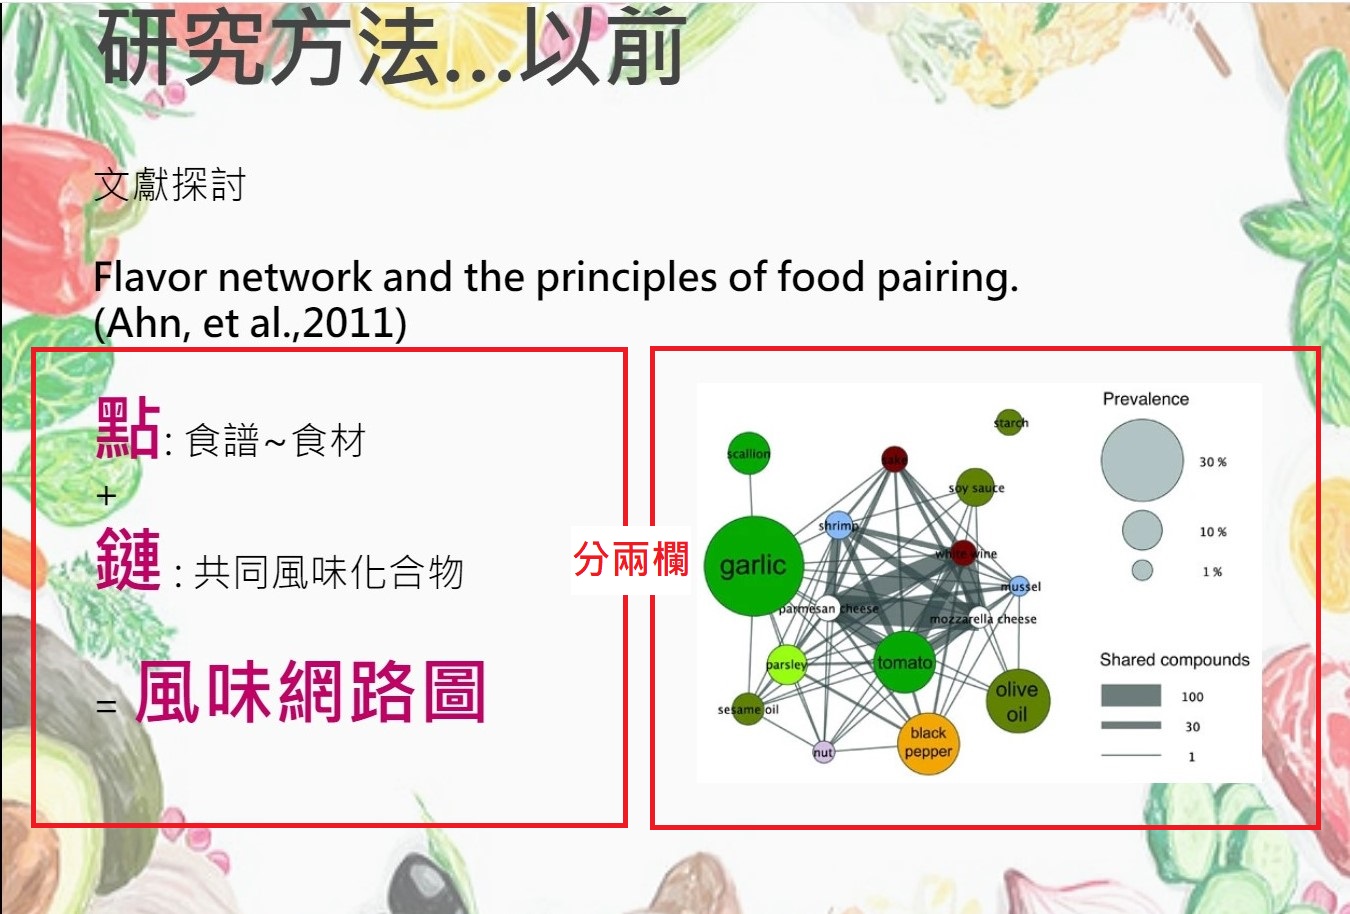 研究方法...以前
文獻探討
Flavor network and the principles of food pairing.
(Ahn, et al.,2011)
點: 食譜~食材
+
鏈 : 共同風味化合物
= 風味網路圖
分兩欄
Prevalence
30 %
10 %
1 %
Shared compounds
100
30
1
starch
scallion
sake
soy sauce
shrimp
white wine
garlic
mussel
parmesan cheese
mozzarella cheese
parsley
tomato
olive
oil
sesame oil
black
pepper
nut